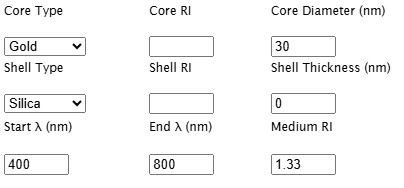 Core Type Core RI Core Diameter (nm)
Gold 30
Shell Type Shell RI Shell Thickness (nm)
Silica 0
Start λ (nm) End λ (nm) Medium RI
400 800 1.33